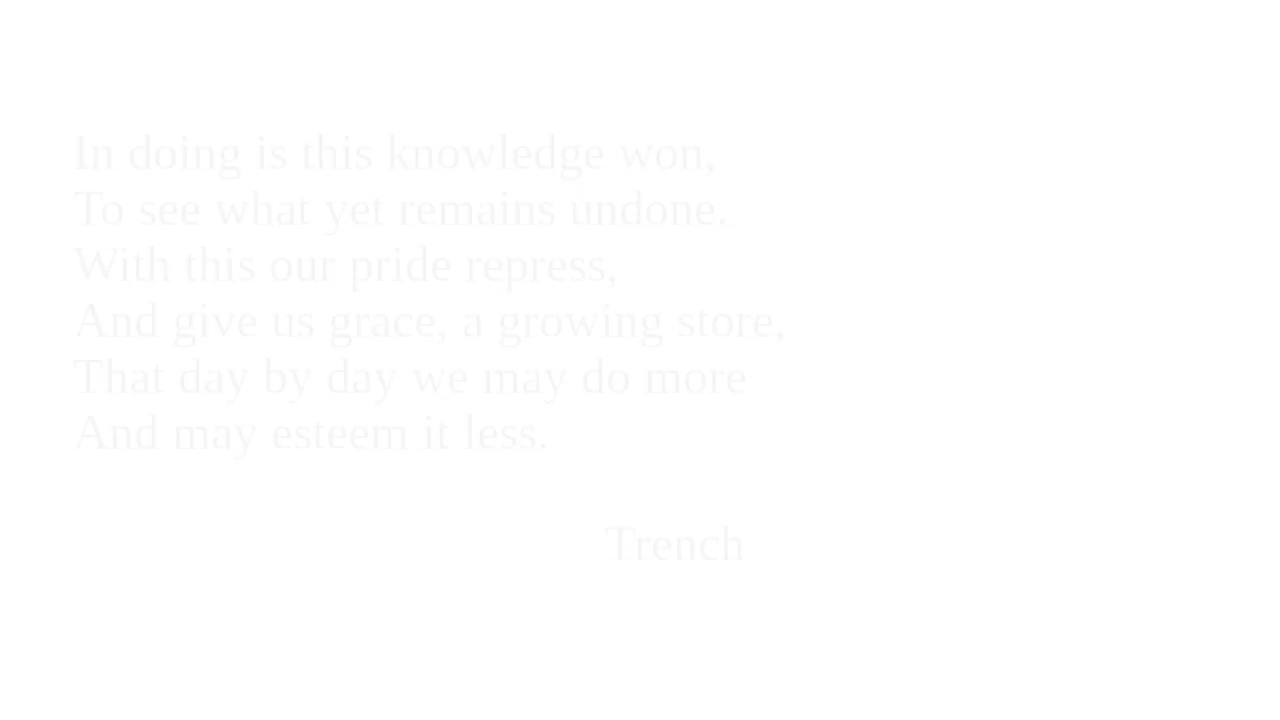 In doing is this knowledge won,
To see what yet remains undone.
With this our pride repress,
And give us grace, a growing store,
That day by day we may do more
And may esteem it less.
Trench